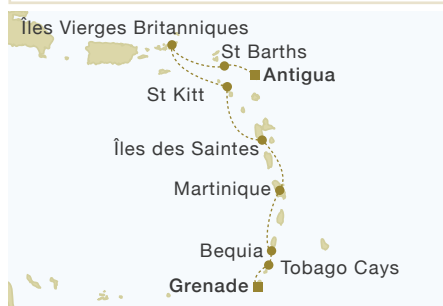 Îles Vierges Britanniques
St Barths
Antigua
St Kitt
Îles des Saintes
Martinique
Bequia
Tobago Cays
Grenade